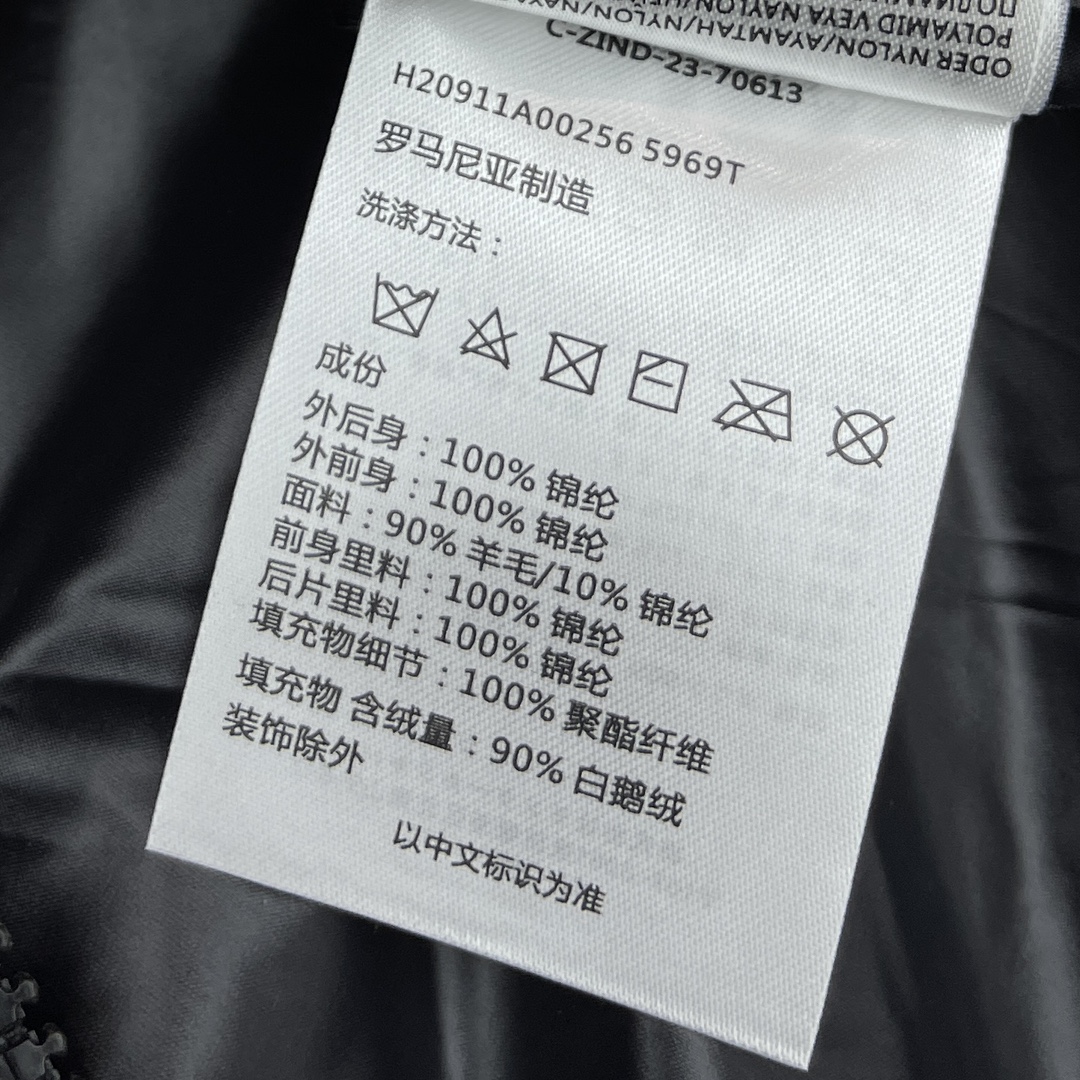 ПОЛИАМИ
POLYAMID VEYA NAYLON/НЕЙ
ODER NYLON/AYAMTAH/NYLON/N
C-ZIND-23-70613
H20911A00256 5969T
罗马尼亚制造
洗涤方法：
成份
外后身：100% 锦纶
外前身：100% 锦纶
面料：90% 羊毛/10% 锦纶
前身里料：100% 锦纶
后片里料：100% 锦纶
填充物细节：100% 聚酯纤维
填充物 含绒量：90% 白鹅绒
装饰除外
以中文标识为准